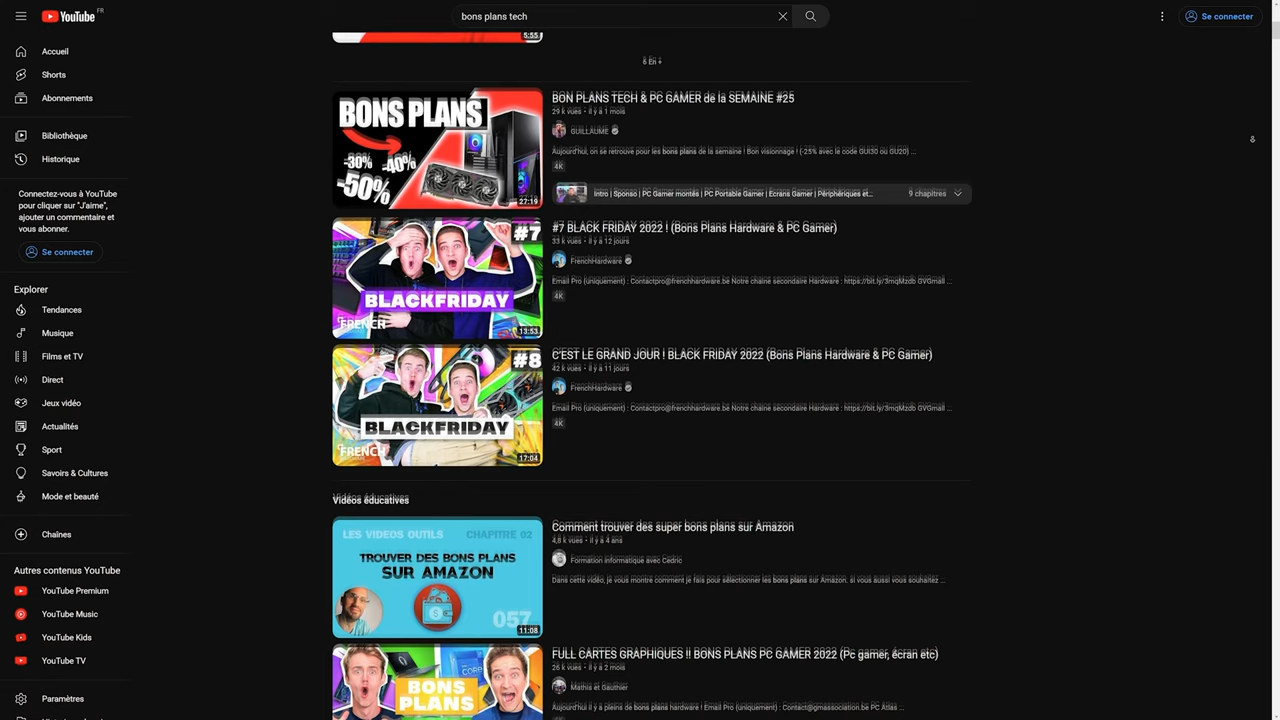 YouTube FR
bons plans tech
Se connecter
Accueil
Shorts
Abonnements
Bibliothèque
Historique
Connectez-vous à YouTube
pour cliquer sur "J'aime",
ajouter un commentaire et
vous abonner.
Se connecter
Explorer
Tendances
Musique
Films et TV
Direct
Jeux vidéo
Actualités
Sport
Savoirs & Cultures
Mode et beauté
Chaînes
Autres contenus YouTube
YouTube Premium
YouTube Music
YouTube Kids
YouTube TV
Paramètres
5:55
BONS PLANS
-30% -40%
-50%
27:19
BON PLANS TECH & PC GAMER de la SEMAINE #25
29 k vues • il y a 1 mois
GUILLAUME
Aujourd'hui, on se retrouve pour les bons plans de la semaine ! Bon visionnage ! (-25% avec le code GUI30 ou GU20) ...
4K
Intro | Sponso | PC Gamer montés | PC Portable Gamer | Ecrans Gamer | Périphériques et...
9 chapitres
#7
BLACKFRIDAY
FRENCH
13:53
#7 BLACK FRIDAY 2022 ! (Bons Plans Hardware & PC Gamer)
33 k vues • il y a 12 jours
FrenchHardware
Email Pro (uniquement) : Contactpro@frenchhardware.be Notre chaine secondaire Hardware : https://bit.ly/3mqMzdb GVGmall ...
4K
#8
BLACKFRIDAY
FRENCH
17:04
C'EST LE GRAND JOUR ! BLACK FRIDAY 2022 (Bons Plans Hardware & PC Gamer)
42 k vues • il y a 11 jours
FrenchHardware
Email Pro (uniquement) : Contactpro@frenchhardware.be Notre chaine secondaire Hardware : https://bit.ly/3mqMzdb GVGmall ...
4K
Vidéos éducatives
LES VIDEOS OUTILS CHAPITRE 02
TROUVER DES BONS PLANS
SUR AMAZON
057
11:08
Comment trouver des super bons plans sur Amazon
4,8 k vues • il y a 4 ans
Formation informatique avec Cedric
Dans cette vidéo, je vous montre comment je fais pour sélectionner les bons plans sur Amazon. si vous aussi vous souhaitez ...
BONS
PLANS
FULL CARTES GRAPHIQUES !! BONS PLANS PC GAMER 2022 (Pc gamer, écran etc)
26 k vues • il y a 2 mois
Mathis et Gauthier
Aujourd'hui il y a pleins de bons plans hardware ! Email Pro (uniquement) : Contact@gmassociation.be PC Atlas ...